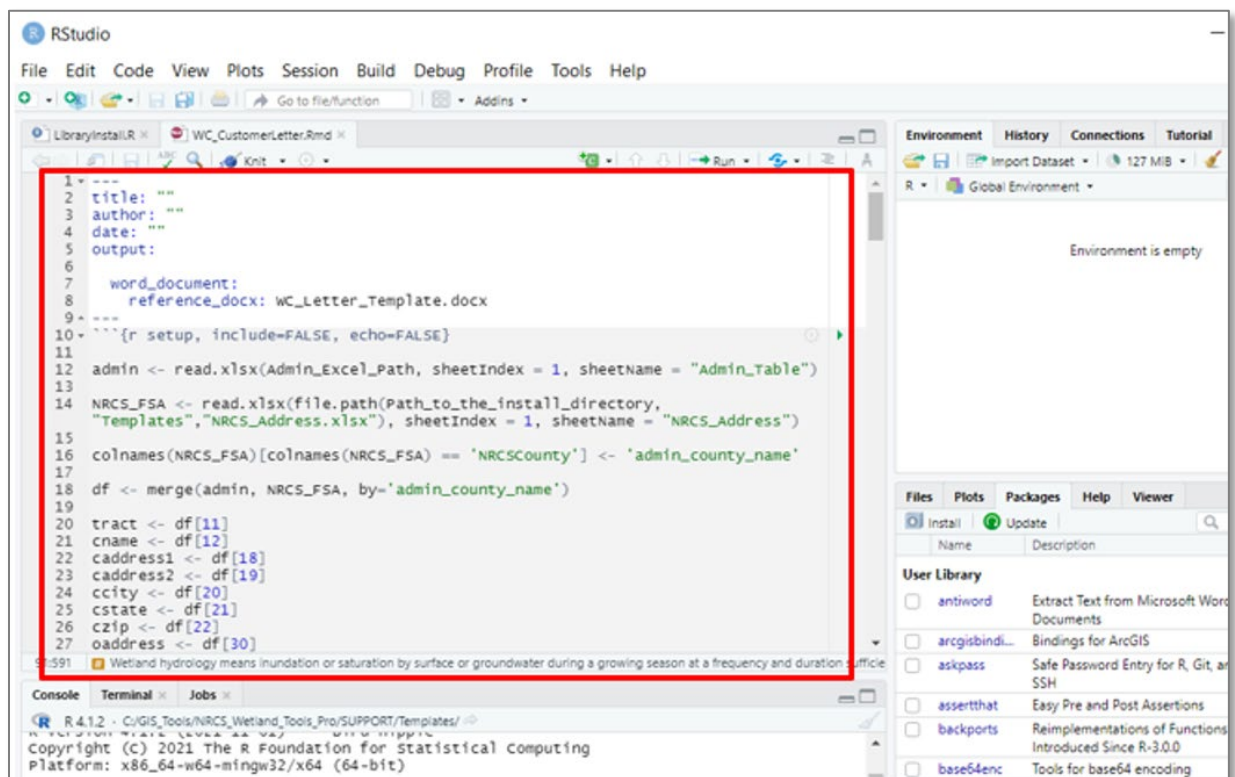 RStudio
File Edit Code View Plots Session Build Debug Profile Tools Help
Go to file/function Addins
LibraryInstall.R WC_CustomerLetter.Rmd
ABC Knit Run
1 ---
2 title: ""
3 author: ""
4 date: ""
5 output:
6
7 word_document:
8 reference_docx: WC_Letter_Template.docx
9 ---
10 ```{r setup, include=FALSE, echo=FALSE}
11
12 admin <- read.xlsx(Admin_Excel_Path, sheetIndex = 1, sheetName = "Admin_Table")
13
14 NRCS_FSA <- read.xlsx(file.path(Path_to_the_install_directory,
"Templates","NRCS_Address.xlsx"), sheetIndex = 1, sheetName = "NRCS_Address")
15
16 colnames(NRCS_FSA)[colnames(NRCS_FSA) == 'NRCSCounty'] <- 'admin_county_name'
17
18 df <- merge(admin, NRCS_FSA, by='admin_county_name')
19
20 tract <- df[11]
21 cname <- df[12]
22 caddress1 <- df[18]
23 caddress2 <- df[19]
24 ccity <- df[20]
25 cstate <- df[21]
26 czip <- df[22]
27 oaddress <- df[30]
:591 Wetland hydrology means inundation or saturation by surface or groundwater during a growing season at a frequency and duration sufficie
Console Terminal Jobs
R 4.1.2 · C:/GIS_Tools/NRCS_Wetland_Tools_Pro/SUPPORT/Templates/
Copyright (C) 2021 The R Foundation for Statistical Computing
Platform: x86_64-w64-mingw32/x64 (64-bit)
Environment History Connections Tutorial
Import Dataset 127 MiB
R Global Environment
Environment is empty
Files Plots Packages Help Viewer
Install Update
Name Description
User Library
antiword Extract Text from Microsoft Word
Documents
arcgisbindi... Bindings for ArcGIS
askpass Safe Password Entry for R, Git, an
SSH
assertthat Easy Pre and Post Assertions
backports Reimplementations of Functions
Introduced Since R-3.0.0
base64enc Tools for base64 encoding